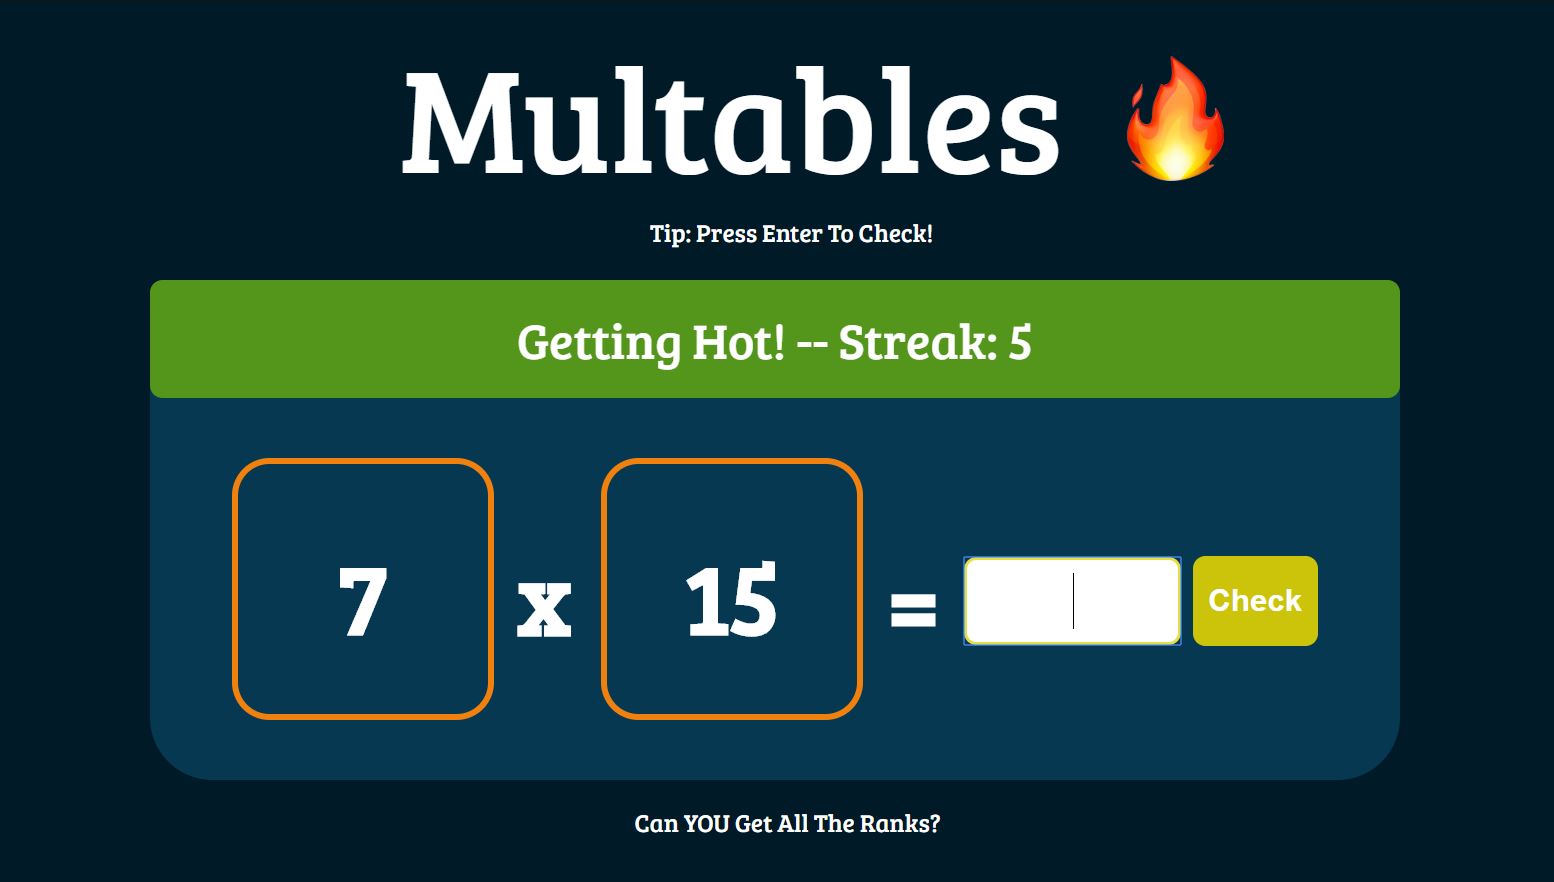 Multables 🔥
Tip: Press Enter To Check!
Getting Hot! -- Streak: 5
7 x 15 = Check
Can YOU Get All The Ranks?